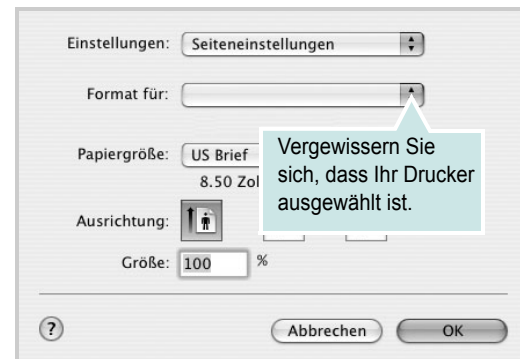 Einstellungen: Seiteneinstellungen
Format für:
Papiergröße: US Brief
8.50 Zol
Vergewissern Sie
sich, dass Ihr Drucker
ausgewählt ist.
Ausrichtung:
Größe: 100 %
? Abbrechen OK